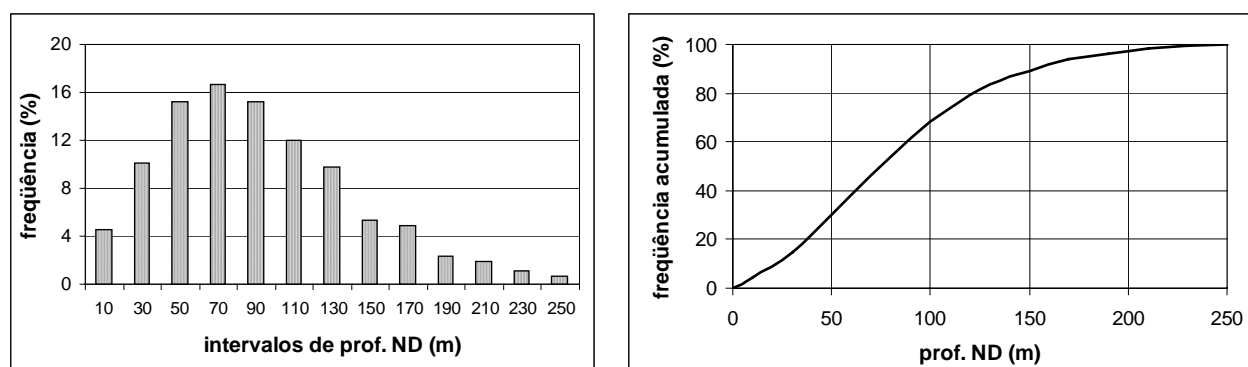 20
16
12
8
4
0
freqüência (%)
10 30 50 70 90 110 130 150 170 190 210 230 250
intervalos de prof. ND (m)
100
80
60
40
20
0
freqüência acumulada (%)
0 50 100 150 200 250
prof. ND (m)